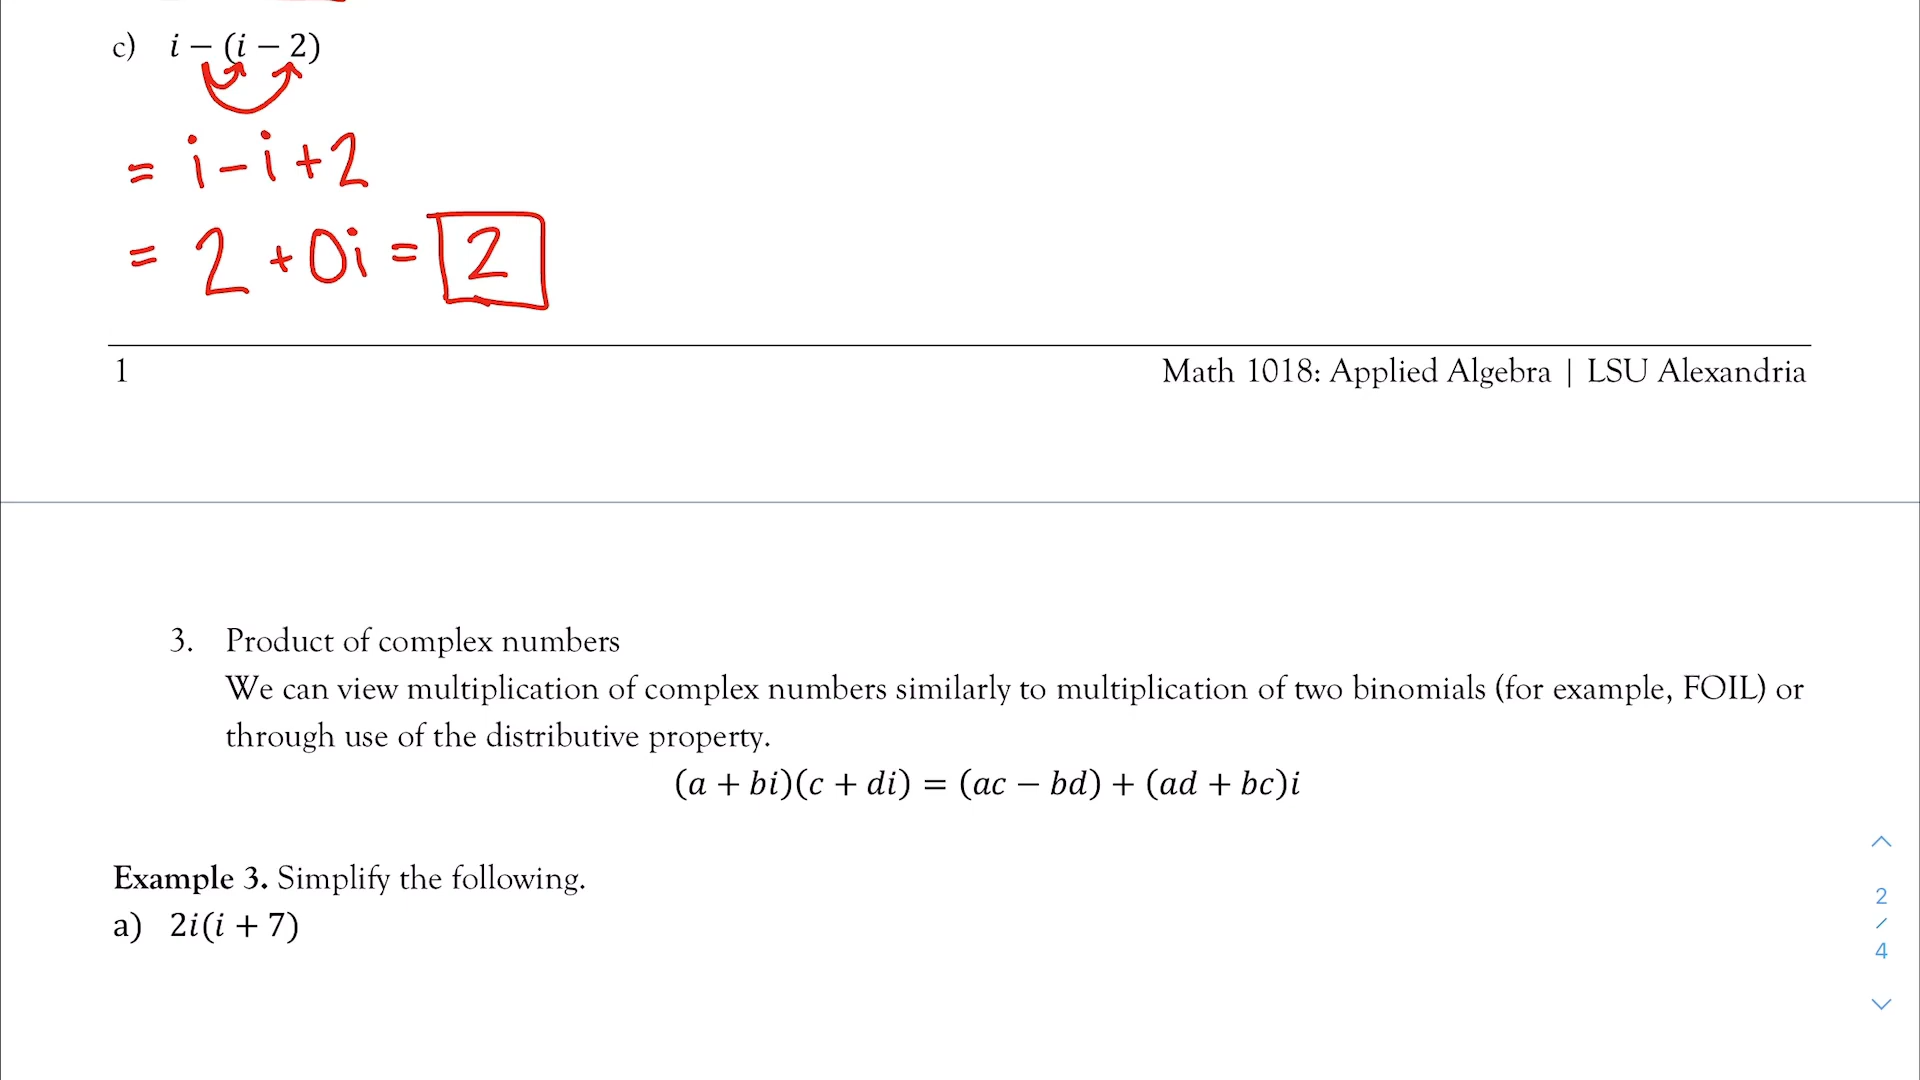 c) i − (i − 2)
= i - i + 2
= 2 + 0i = 2
1 Math 1018: Applied Algebra | LSU Alexandria
3. Product of complex numbers
We can view multiplication of complex numbers similarly to multiplication of two binomials (for example, FOIL) or
through use of the distributive property.
(a + bi)(c + di) = (ac − bd) + (ad + bc)i
Example 3. Simplify the following.
a) 2i(i + 7)
2
/
4